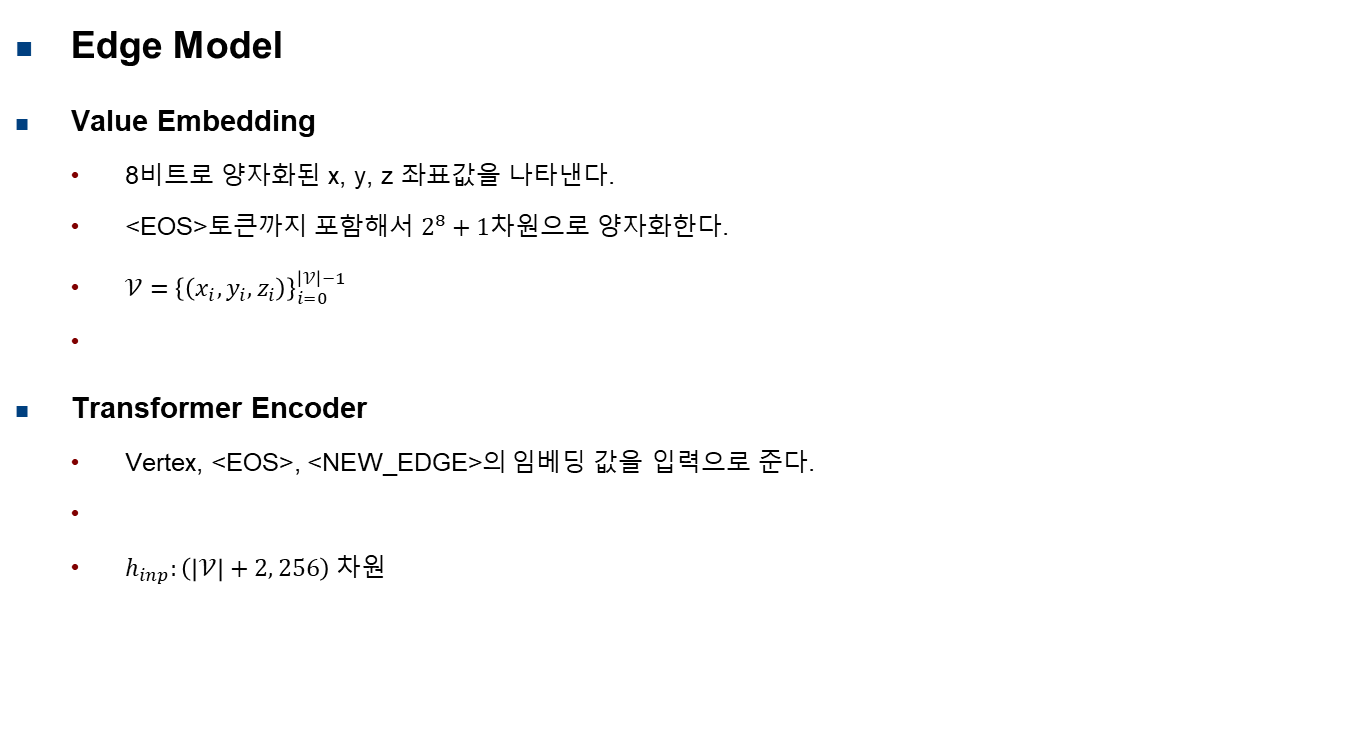 Edge Model
Value Embedding
8비트로 양자화된 x, y, z 좌표값을 나타낸다.
<EOS>토큰까지 포함해서 2⁸ + 1차원으로 양자화한다.
𝒱 = {(xᵢ, yᵢ, zᵢ)}_{i=0}^{|𝒱|−1}
Transformer Encoder
Vertex, <EOS>, <NEW_EDGE>의 임베딩 값을 입력으로 준다.
h_{inp}: (|𝒱| + 2, 256) 차원